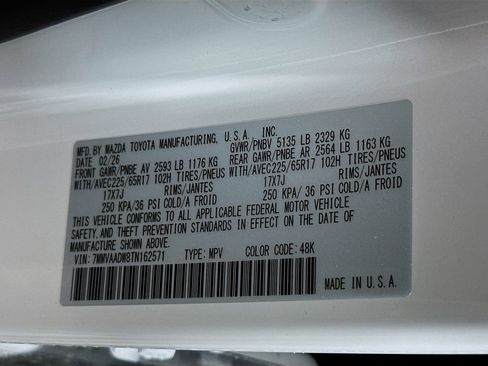 MFD. BY MAZDA TOYOTA MANUFACTURING, U.S.A. INC.
DATE 02/26 GVWR/PNBV 5135 LB 2329 KG
FRONT GAWR/PNBE AV 2593 LB 1176 KG REAR GAWR/PNBE AR 2564 LB 1163 KG
WITH/AVEC225/65R17 102H TIRES/PNEUS WITH/AVEC225/65R17 102H TIRES/PNEUS
17X7J RIMS/JANTES 17X7J RIMS/JANTES
250 KPA/36 PSI COLD/A FROID 250 KPA/36 PSI COLD/A FROID
THIS VEHICLE CONFORMS TO ALL APPLICABLE FEDERAL MOTOR VEHICLE
SAFETY, AND THEFT PREVENTION STANDARDS IN EFFECT ON THE DATE OF
MANUFACTURE SHOWN ABOVE.
VIN: 7MMVAADW8TN162571 TYPE: MPV COLOR CODE: 48K
MADE IN U.S.A.